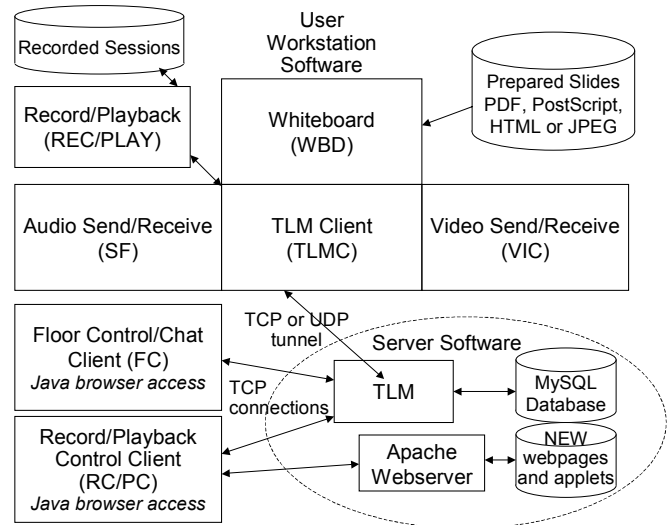 Recorded Sessions
User
Workstation
Software
Prepared Slides
PDF, PostScript,
HTML or JPEG
Record/Playback
(REC/PLAY)
Whiteboard
(WBD)
Audio Send/Receive
(SF)
TLM Client
(TLMC)
Video Send/Receive
(VIC)
Floor Control/Chat
Client (FC)
Java browser access
TCP or UDP
tunnel
Server Software
TCP
connections
TLM
MySQL
Database
Record/Playback
Control Client
(RC/PC)
Java browser access
Apache
Webserver
NEW
webpages
and applets